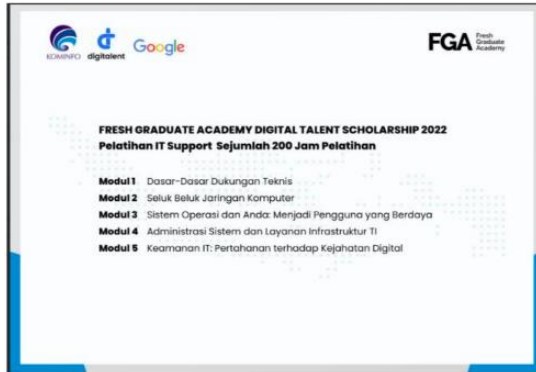 KOMINFO
digitalent
Google
FGA Fresh
Graduate
Academy
FRESH GRADUATE ACADEMY DIGITAL TALENT SCHOLARSHIP 2022
Pelatihan IT Support Sejumlah 200 Jam Pelatihan
Modul 1 Dasar-Dasar Dukungan Teknis
Modul 2 Seluk Beluk Jaringan Komputer
Modul 3 Sistem Operasi dan Anda: Menjadi Pengguna yang Berdaya
Modul 4 Administrasi Sistem dan Layanan Infrastruktur TI
Modul 5 Keamanan IT: Pertahanan terhadap Kejahatan Digital